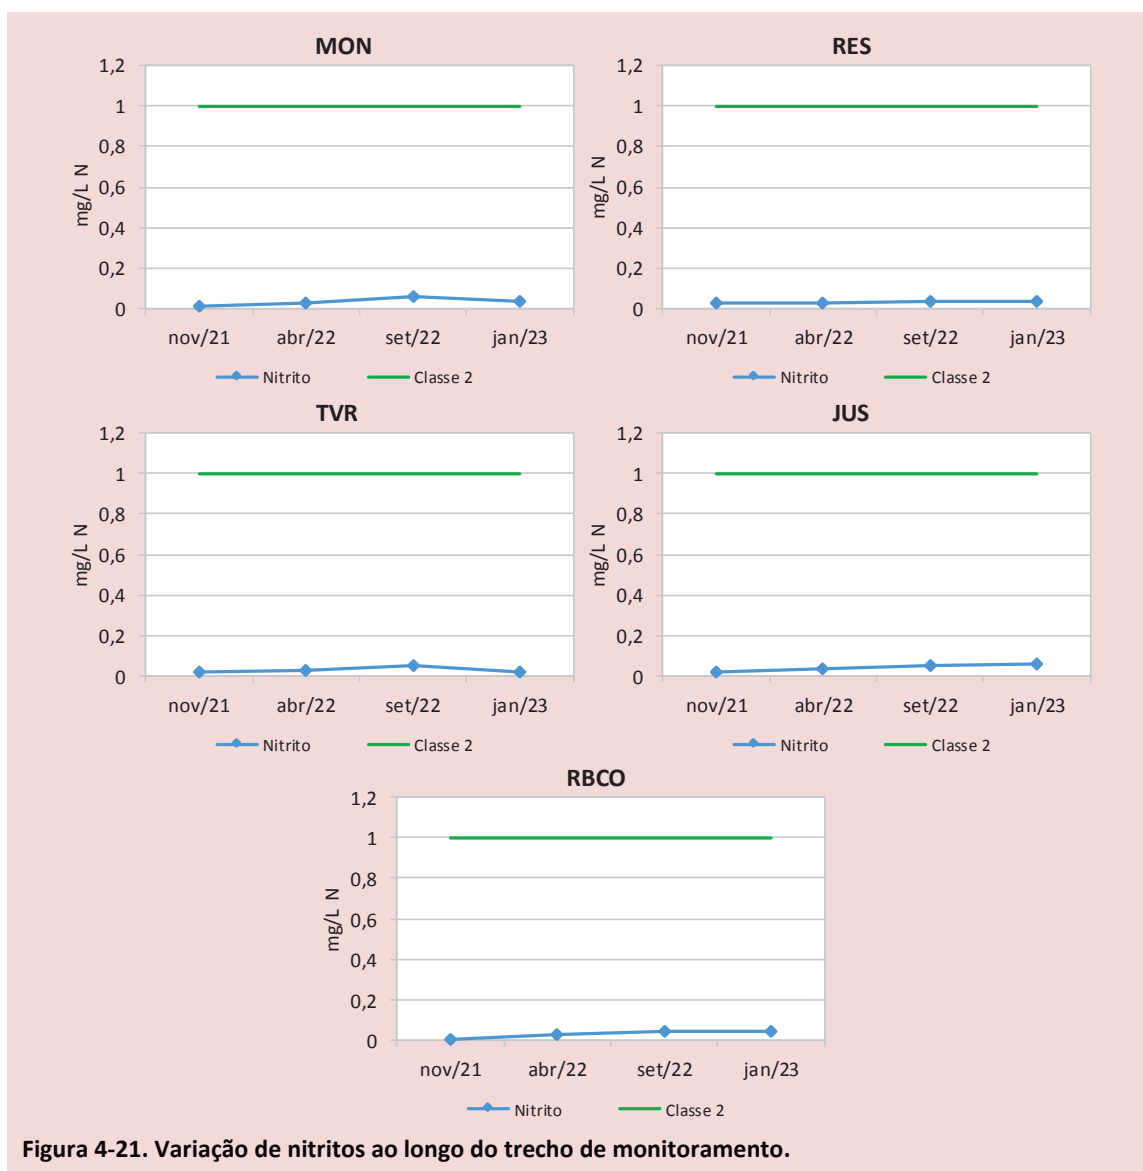 MON
1,2
1
0,8
0,6
0,4
0,2
0
mg/L N
nov/21 abr/22 set/22 jan/23
Nitrito Classe 2
RES
1,2
1
0,8
0,6
0,4
0,2
0
mg/L N
nov/21 abr/22 set/22 jan/23
Nitrito Classe 2
TVR
1,2
1
0,8
0,6
0,4
0,2
0
mg/L N
nov/21 abr/22 set/22 jan/23
Nitrito Classe 2
JUS
1,2
1
0,8
0,6
0,4
0,2
0
mg/L N
nov/21 abr/22 set/22 jan/23
Nitrito Classe 2
RBCO
1,2
1
0,8
0,6
0,4
0,2
0
mg/L N
nov/21 abr/22 set/22 jan/23
Nitrito Classe 2
Figura 4-21. Variação de nitritos ao longo do trecho de monitoramento.